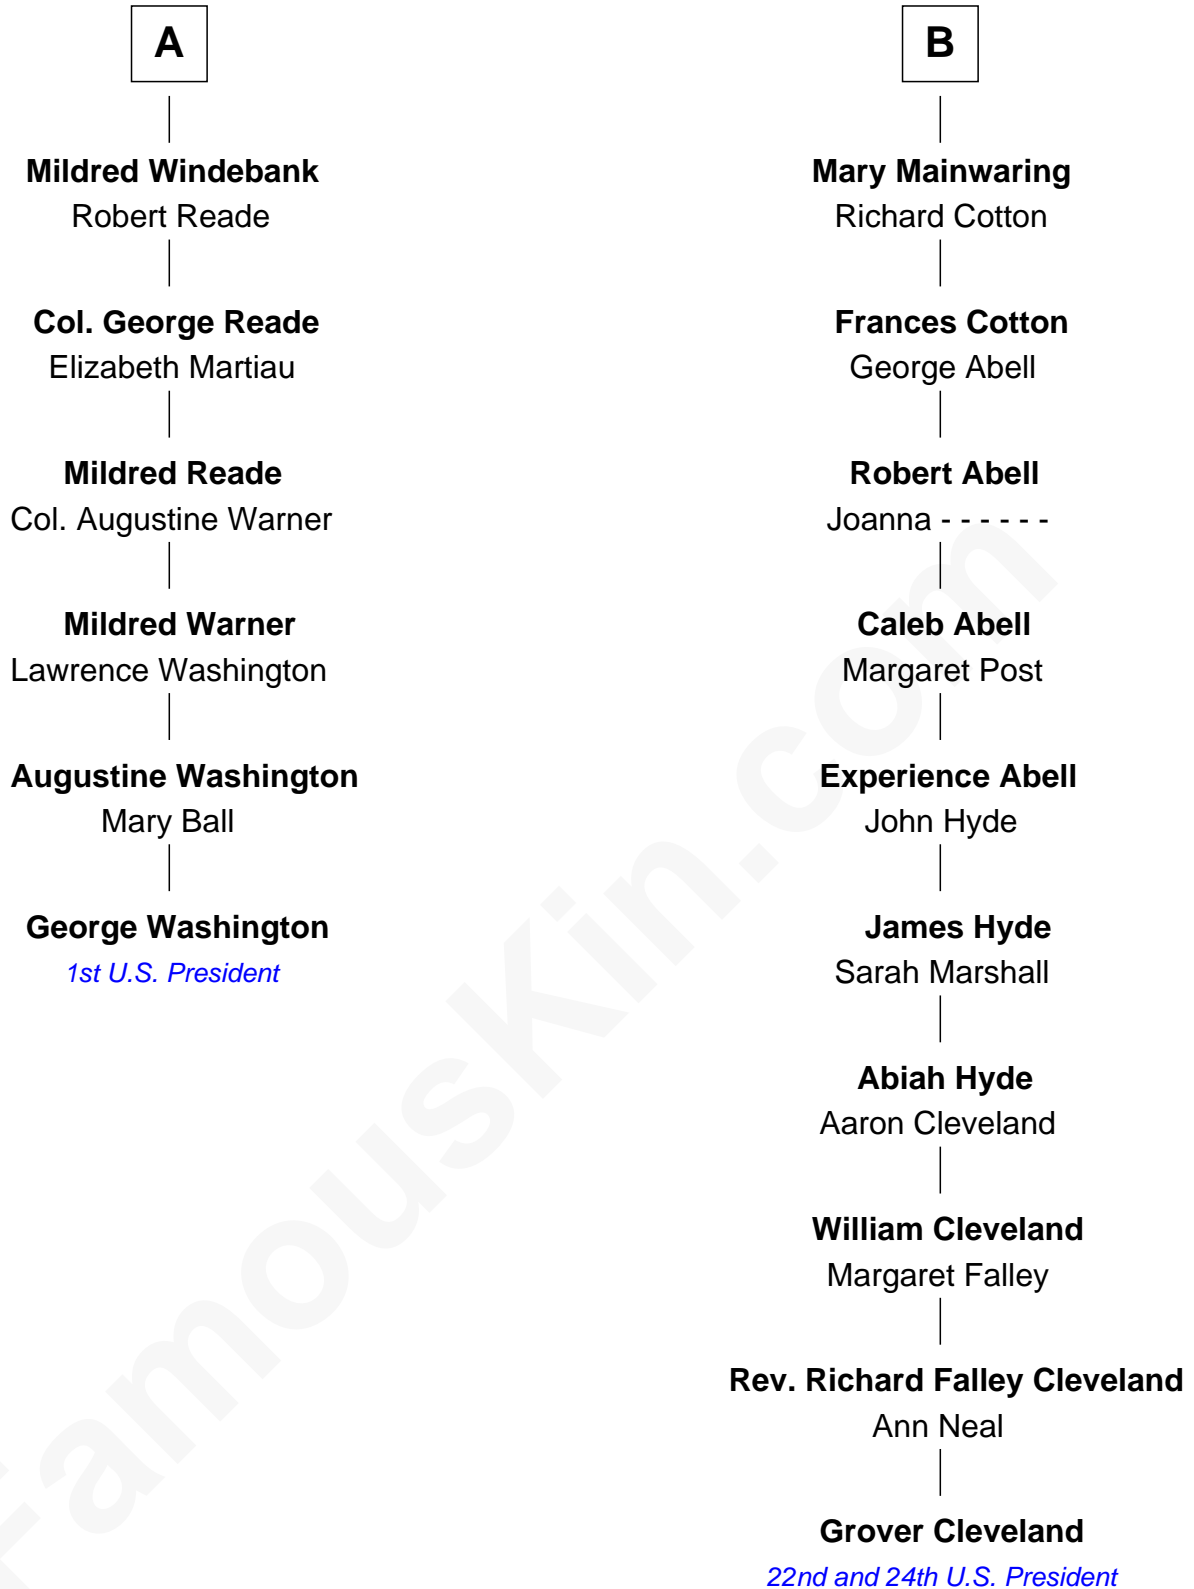 A
Mildred Windebank
Robert Reade
Col. George Reade
Elizabeth Martiau
Mildred Reade
Col. Augustine Warner
Mildred Warner
Lawrence Washington
Augustine Washington
Mary Ball
George Washington
1st U.S. President
B
Mary Mainwaring
Richard Cotton
Frances Cotton
George Abell
Robert Abell
Joanna - - - - - -
Caleb Abell
Margaret Post
Experience Abell
John Hyde
James Hyde
Sarah Marshall
Abiah Hyde
Aaron Cleveland
William Cleveland
Margaret Falley
Rev. Richard Falley Cleveland
Ann Neal
Grover Cleveland
22nd and 24th U.S. President
FamousKin.com